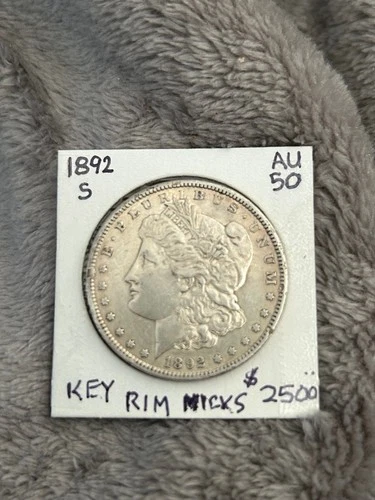 1892
S
AU
50
E·PLURIBUS·UNUM
1892
KEY RIM NICKS $2500